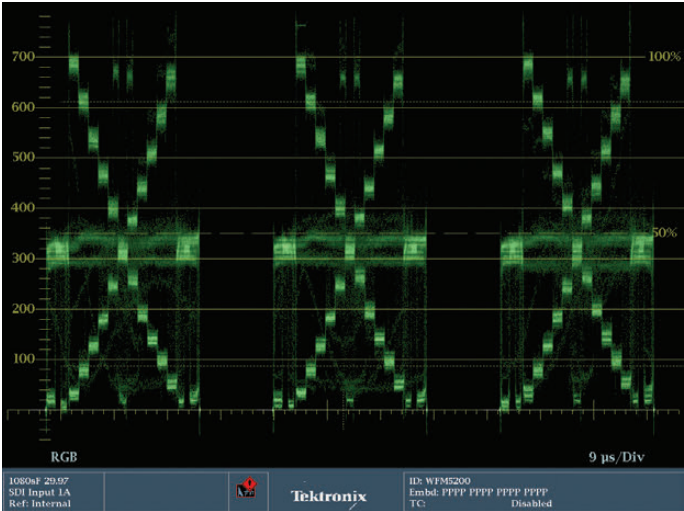 700
100%
600
500
400
50%
300
200
100
RGB
9 µs/Div
1080sF 29.97
SDI Input 1A
Ref: Internal
Tektronix
ID: WFM5200
Embd: PPPP PPPP PPPP PPPP
TC: Disabled